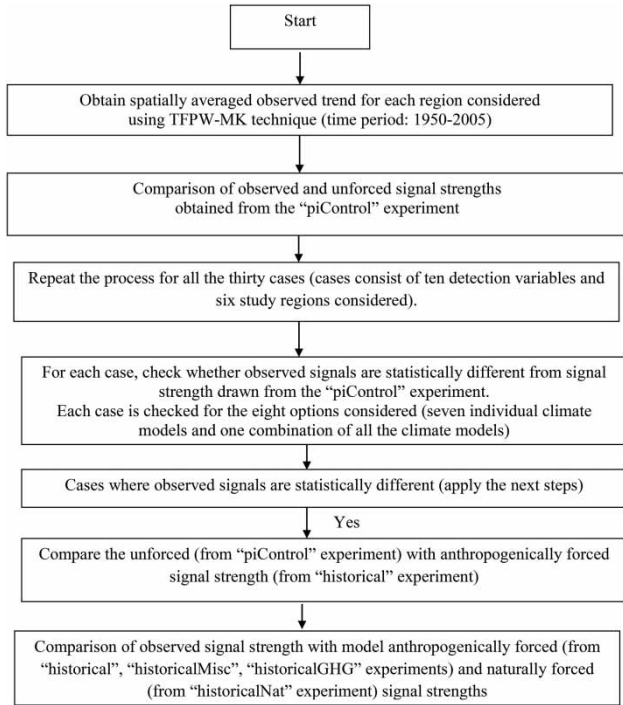 Start
Obtain spatially averaged observed trend for each region considered
using TFPW-MK technique (time period: 1950-2005)
Comparison of observed and unforced signal strengths
obtained from the “piControl” experiment
Repeat the process for all the thirty cases (cases consist of ten detection variables and
six study regions considered).
For each case, check whether observed signals are statistically different from signal
strength drawn from the “piControl” experiment.
Each case is checked for the eight options considered (seven individual climate
models and one combination of all the climate models)
Cases where observed signals are statistically different (apply the next steps)
Yes
Compare the unforced (from “piControl” experiment) with anthropogenically forced
signal strength (from “historical” experiment)
Comparison of observed signal strength with model anthropogenically forced (from
“historical”, “historicalMisc”, “historicalGHG” experiments) and naturally forced
(from “historicalNat” experiment) signal strengths